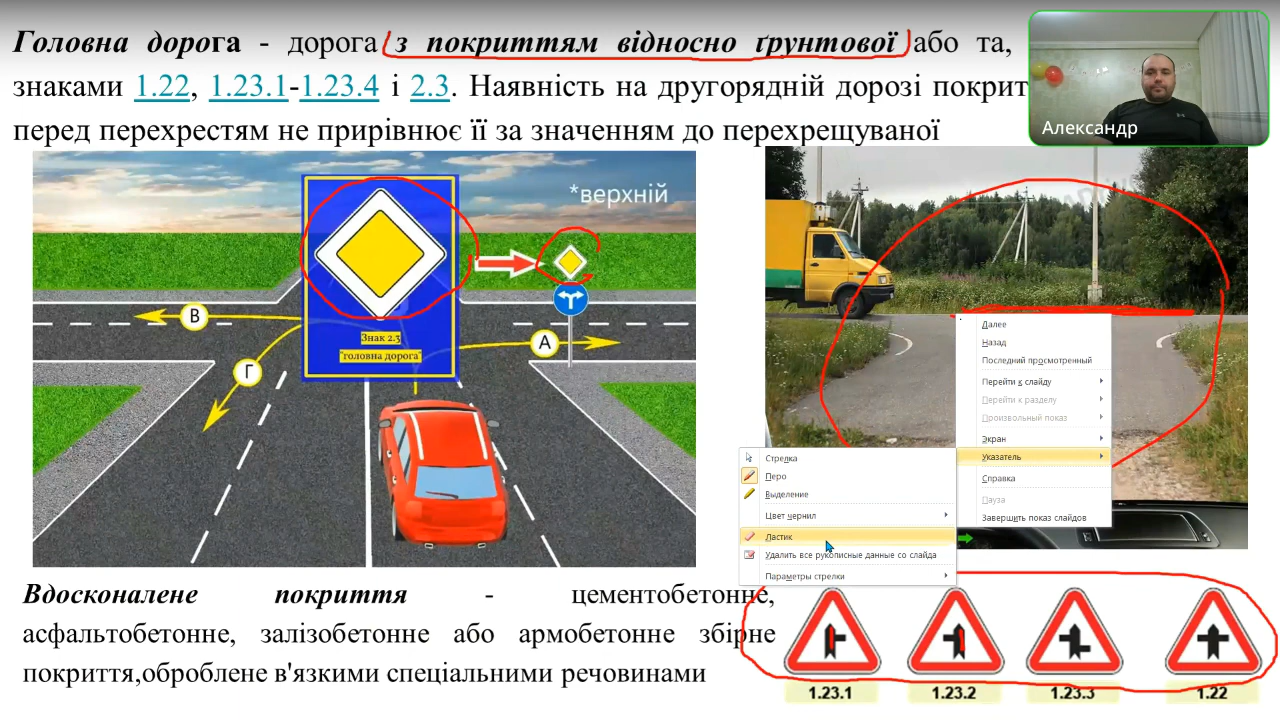 Головна дорога - дорога з покриттям відносно ґрунтової або та,
знаками 1.22, 1.23.1-1.23.4 і 2.3. Наявність на другорядній дорозі покрит
перед перехрестям не прирівнює її за значенням до перехрещуваної
Александр
*верхній
В
А
Г
Знак 2.3
"головна дорога"
Далее
Назад
Последний просмотренный
Перейти к слайду
Перейти к разделу
Произвольный показ
Экран
Указатель
Справка
Пауза
Завершить показ слайдов
Стрелка
Перо
Выделение
Цвет чернил
Ластик
Удалить все рукописные данные со слайда
Параметры стрелки
Вдосконалене покриття - цементобетонне,
асфальтобетонне, залізобетонне або армобетонне збірне
покриття,оброблене в'язкими спеціальними речовинами
1.23.1
1.23.2
1.23.3
1.22